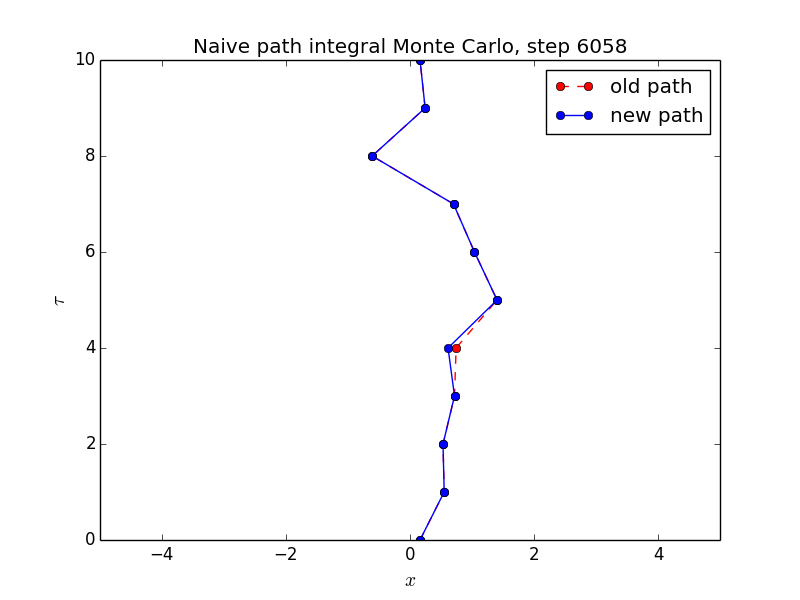 Naive path integral Monte Carlo, step 6058
old path
new path
10
8
6
4
2
0
τ
−4
−2
0
2
4
x